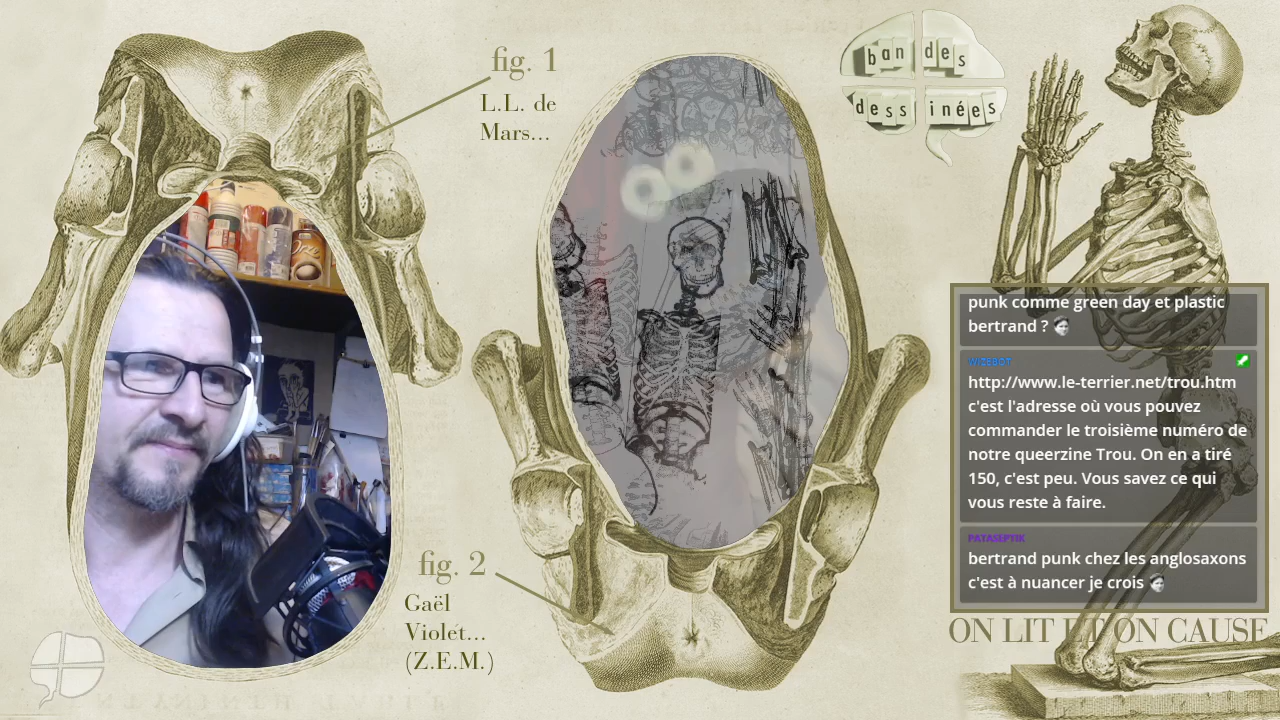 fig. 1
L.L. de
Mars...
ban des
dessinées
fig. 2
Gaël
Violet...
(Z.E.M.)
punk comme green day et plastic
bertrand ?
WIZEBOT
http://www.le-terrier.net/trou.htm
c'est l'adresse où vous pouvez
commander le troisième numéro de
notre queerzine Trou. On en a tiré
150, c'est peu. Vous savez ce qui
vous reste à faire.
PATASEPTIK
bertrand punk chez les anglosaxons
c'est à nuancer je crois
ON LIT ET ON CAUSE